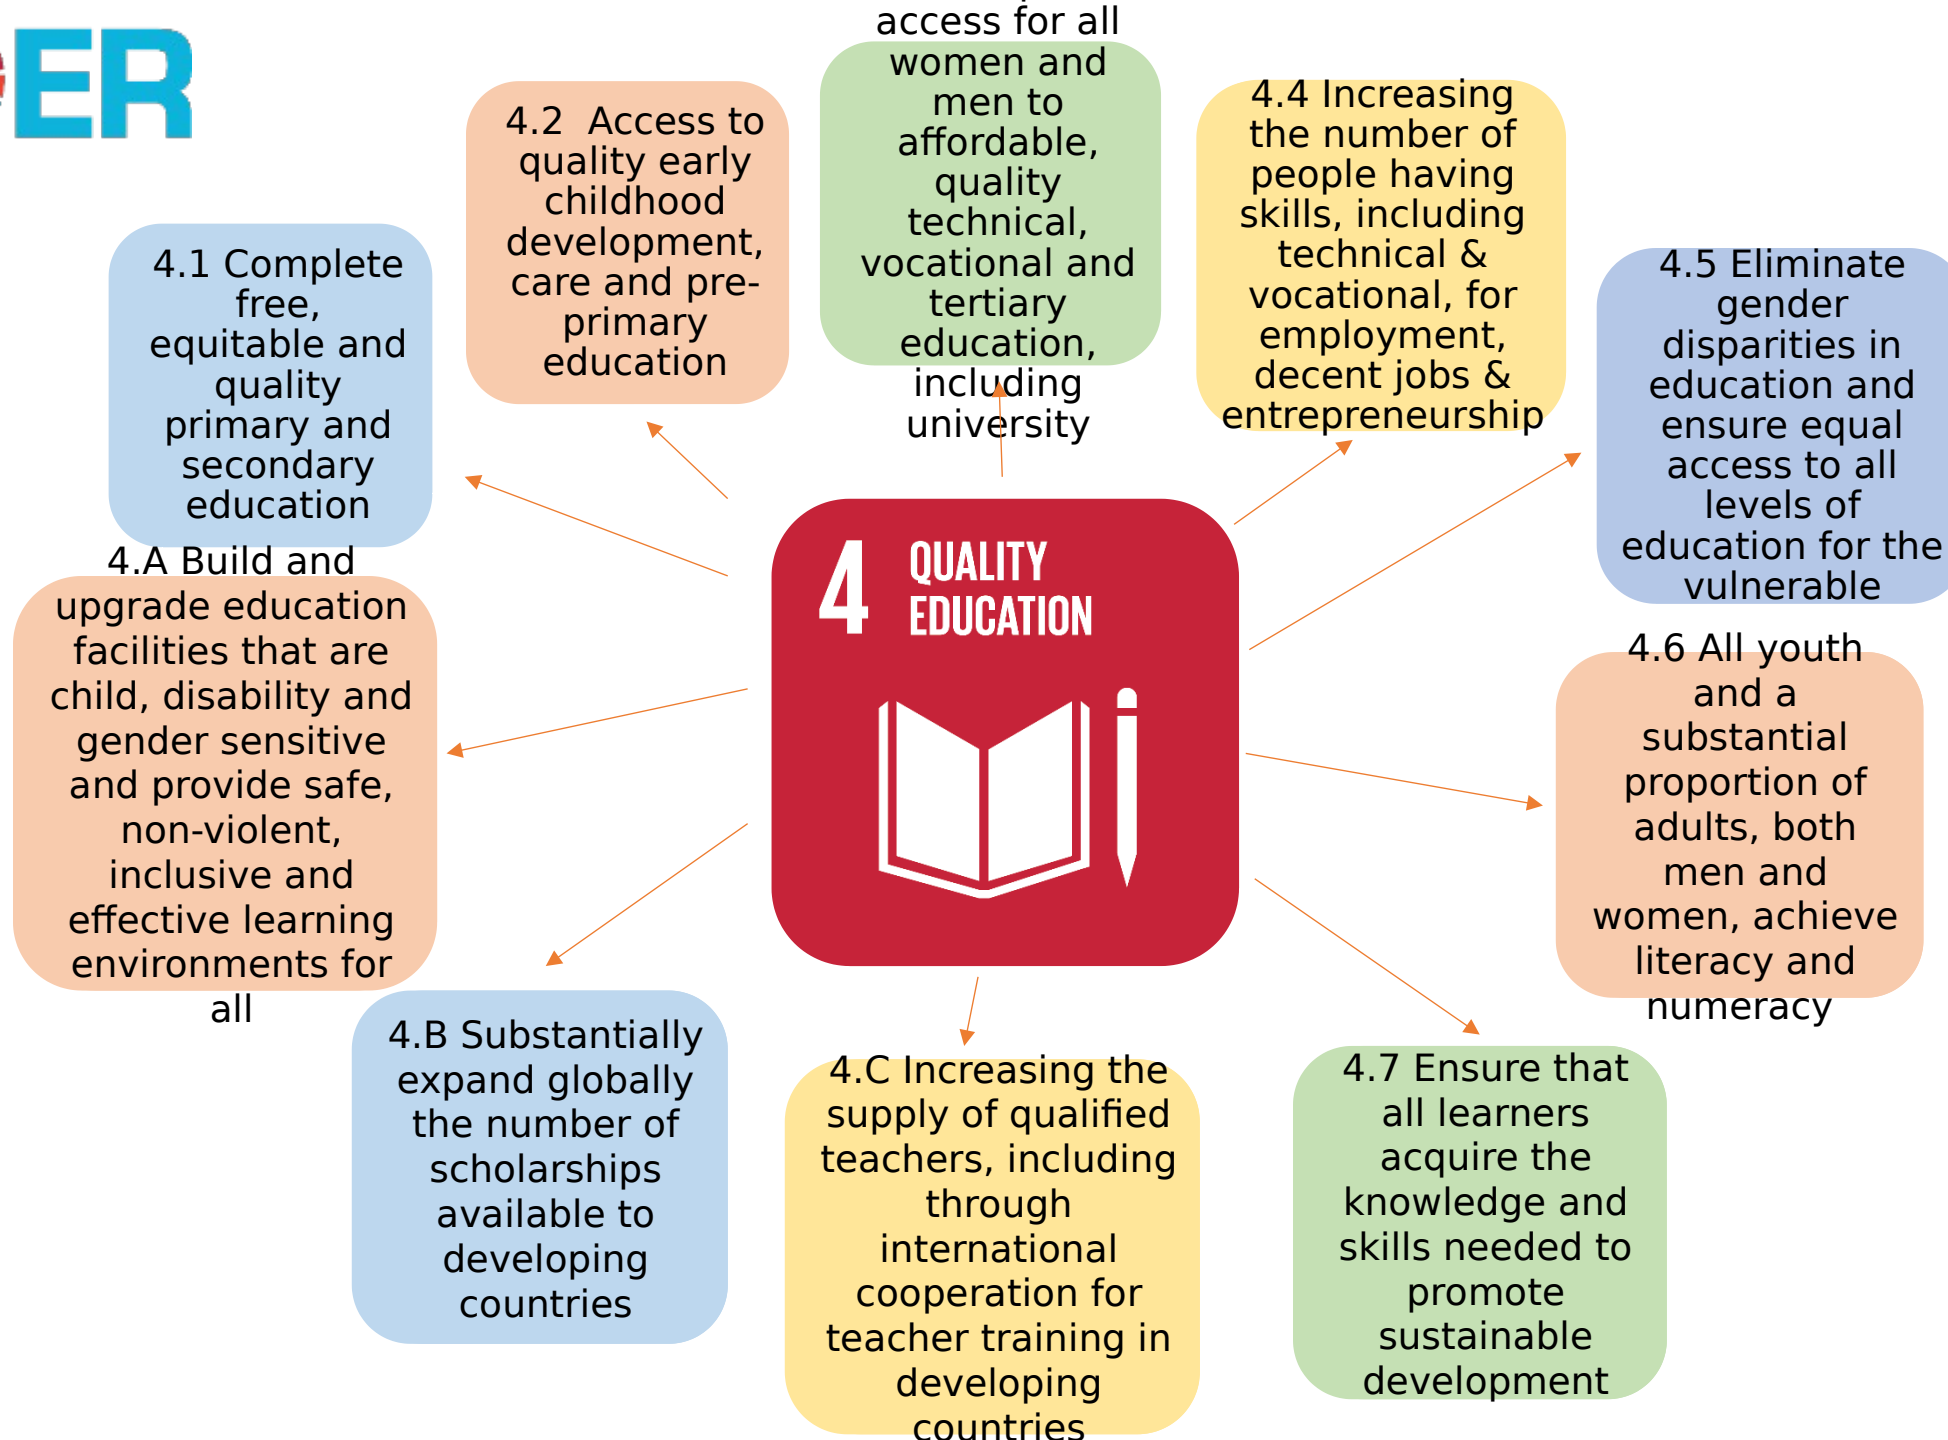 ER
4.1 Complete
free,
equitable and
quality
primary and
secondary
education
4.2  Access to
quality early
childhood
development,
care and pre-
primary
education
access for all
women and
men to
affordable,
quality
technical,
vocational and
tertiary
education,
including
university
4.4 Increasing
the number of
people having
skills, including
technical &
vocational, for
employment,
decent jobs &
entrepreneurship
4.5 Eliminate
gender
disparities in
education and
ensure equal
access to all
levels of
education for the
vulnerable
4.6 All youth
and a
substantial
proportion of
adults, both
men and
women, achieve
literacy and
numeracy
4.7 Ensure that
all learners
acquire the
knowledge and
skills needed to
promote
sustainable
development
4.C Increasing the
supply of qualified
teachers, including
through
international
cooperation for
teacher training in
developing
countries
4.B Substantially
expand globally
the number of
scholarships
available to
developing
countries
4.A Build and
upgrade education
facilities that are
child, disability and
gender sensitive
and provide safe,
non-violent,
inclusive and
effective learning
environments for
all
4 QUALITY
EDUCATION